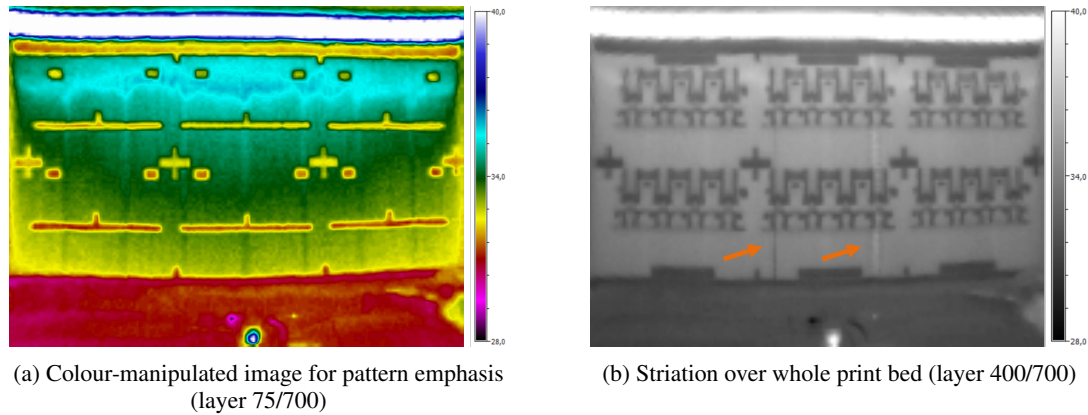 40,0
34,0
28,0
40,0
34,0
28,0
(a) Colour-manipulated image for pattern emphasis
(layer 75/700)
(b) Striation over whole print bed (layer 400/700)